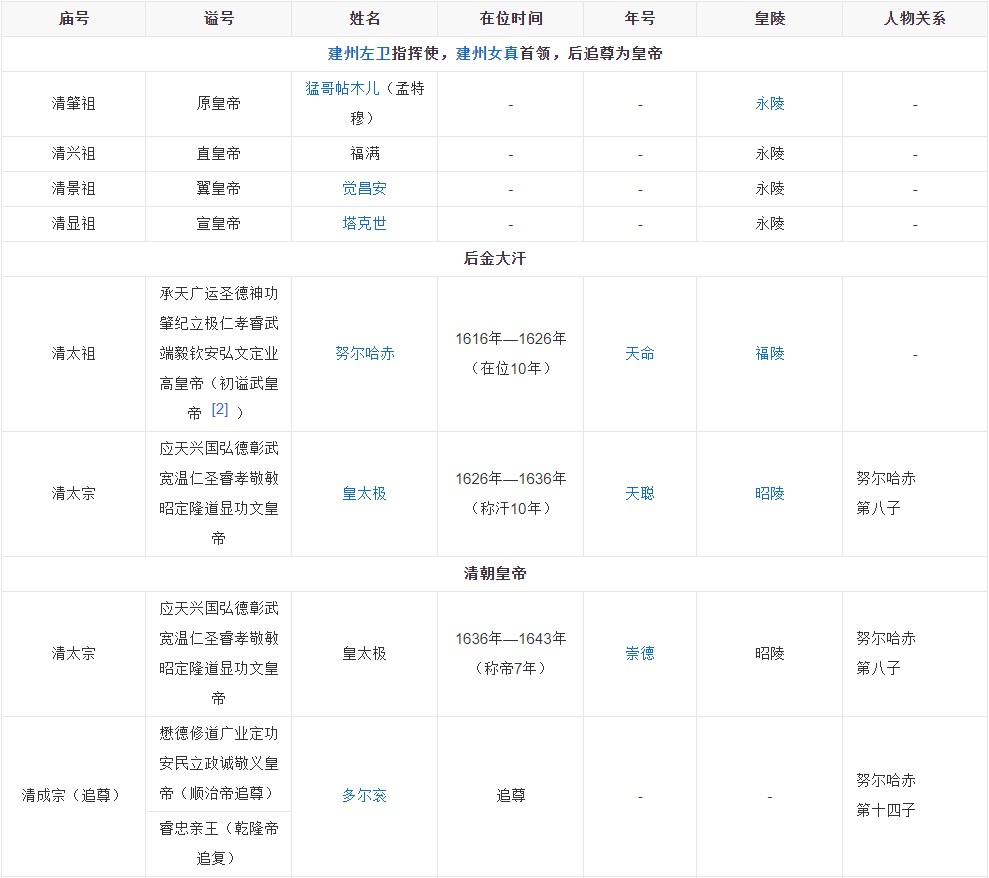 庙号 谥号 姓名 在位时间 年号 皇陵 人物关系
建州左卫指挥使，建州女真首领，后追尊为皇帝
清肇祖 原皇帝 猛哥帖木儿（孟特
穆） - - 永陵 -
清兴祖 直皇帝 福满 - - 永陵 -
清景祖 翼皇帝 觉昌安 - - 永陵 -
清显祖 宣皇帝 塔克世 - - 永陵 -
后金大汗
清太祖
承天广运圣德神功
肇纪立极仁孝睿武
端毅钦安弘文定业
高皇帝（初谥武皇
帝 [2] ）
努尔哈赤
1616年—1626年
（在位10年）
天命
福陵
-
清太宗
应天兴国弘德彰武
宽温仁圣睿孝敬敏
昭定隆道显功文皇
帝
皇太极
1626年—1636年
（称汗10年）
天聪
昭陵
努尔哈赤
第八子
清朝皇帝
清太宗
应天兴国弘德彰武
宽温仁圣睿孝敬敏
昭定隆道显功文皇
帝
皇太极
1636年—1643年
（称帝7年）
崇德
昭陵
努尔哈赤
第八子
清成宗（追尊）
懋德修道广业定功
安民立政诚敬义皇
帝（顺治帝追尊）
睿忠亲王（乾隆帝
追复）
多尔衮
追尊
-
-
努尔哈赤
第十四子